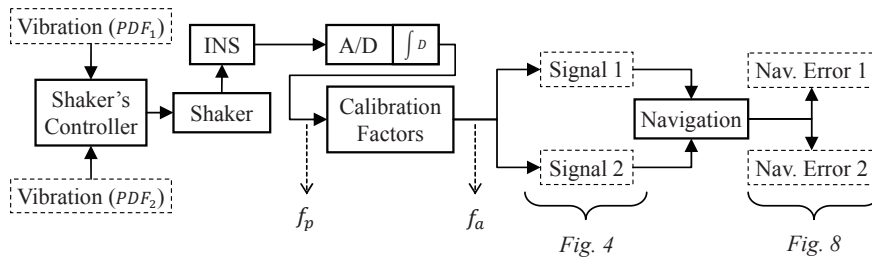 Vibration (PDF₁)
INS
A/D
∫ D
Signal 1
Nav. Error 1
Shaker's
Controller
Shaker
Calibration
Factors
Navigation
Vibration (PDF₂)
Signal 2
Nav. Error 2
fₚ
fₐ
Fig. 4
Fig. 8